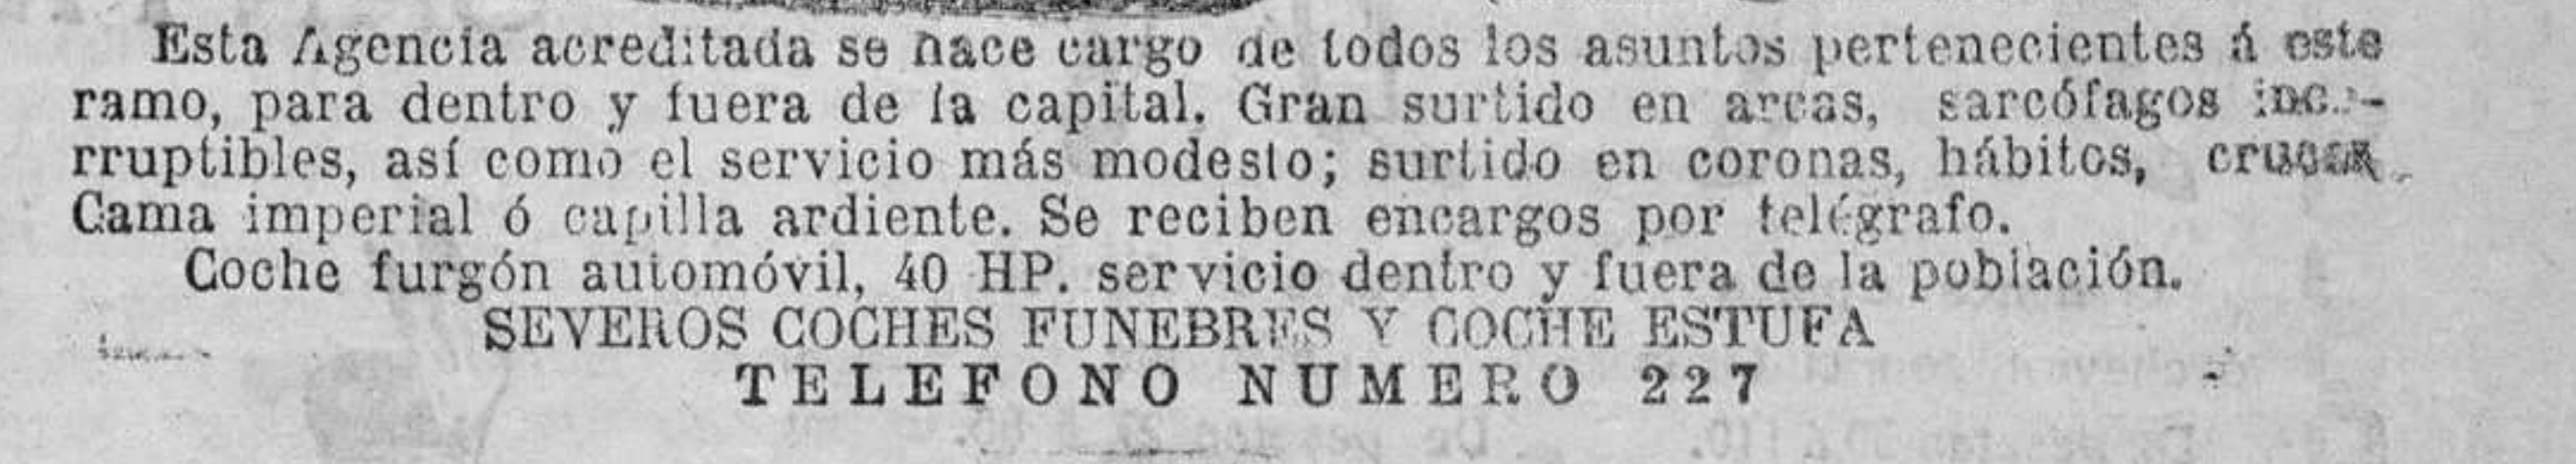 Esta Agencia acreditada se hace cargo de todos los asuntos pertenecientes á este
ramo, para dentro y fuera de la capital. Gran surtido en arcas, sarcófagos inco-
rruptibles, así como el servicio más modesto; surtido en coronas, hábitos, cruces.
Cama imperial ó capilla ardiente. Se reciben encargos por telégrafo.
Coche furgón automóvil, 40 HP. servicio dentro y fuera de la población.
SEVEROS COCHES FUNEBRES Y COCHE ESTUFA
TELEFONO NUMERO 227